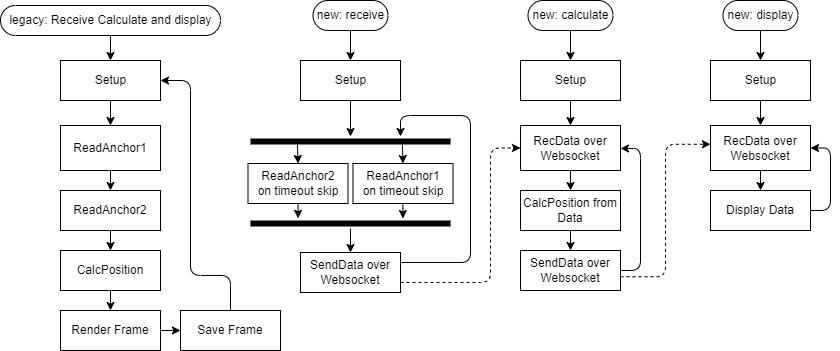 legacy: Receive Calculate and display
Setup
ReadAnchor1
ReadAnchor2
CalcPosition
Render Frame
Save Frame
new: receive
Setup
ReadAnchor2
on timeout skip
ReadAnchor1
on timeout skip
SendData over
Websocket
new: calculate
Setup
RecData over
Websocket
CalcPosition from
Data
SendData over
Websocket
new: display
Setup
RecData over
Websocket
Display Data